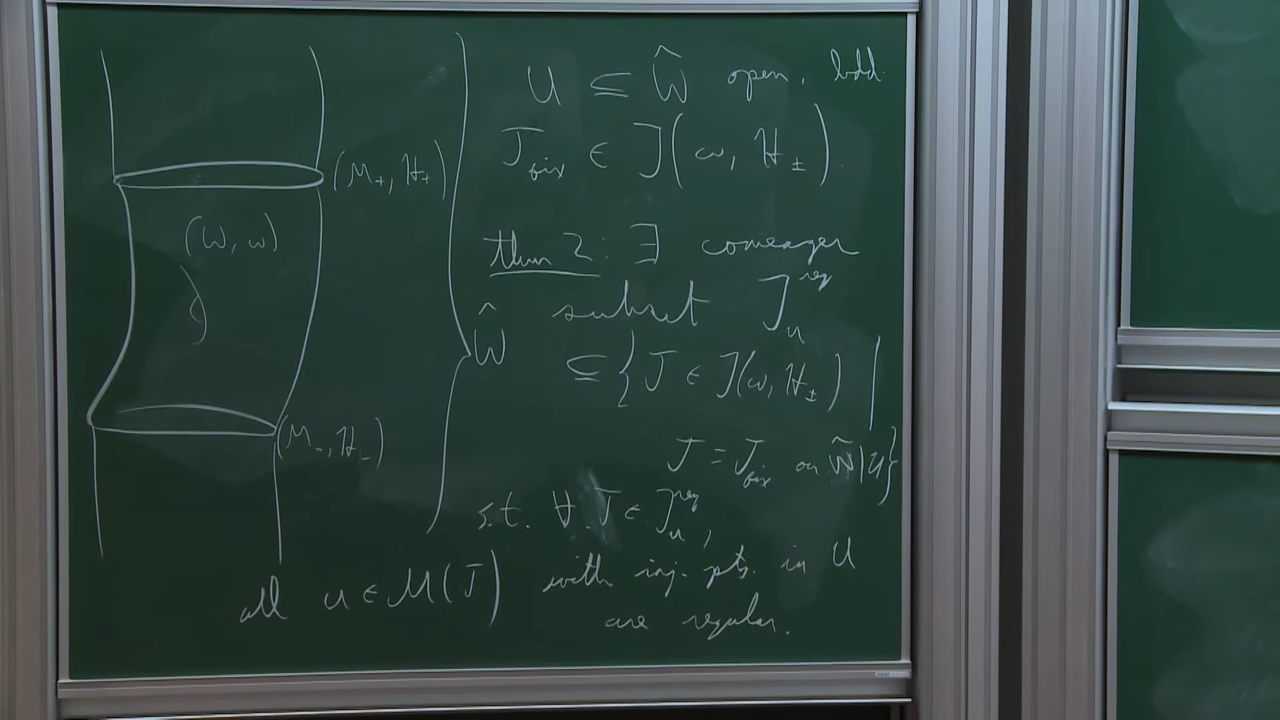 (M₊, H₊)
(W, ω)
Ŵ
(M₋, H₋)
U ⊆ Ŵ open, bdd.
J_fix ∈ J(ω, H±).
thm 2: ∃ comeager
subset J_U^reg
⊆ { J ∈ J(ω, H±) |
J = J_fix on Ŵ\U}
s.t. ∀ J ∈ J_U^reg,
all u ∈ M(J) with inj. pts. in U
are regular.